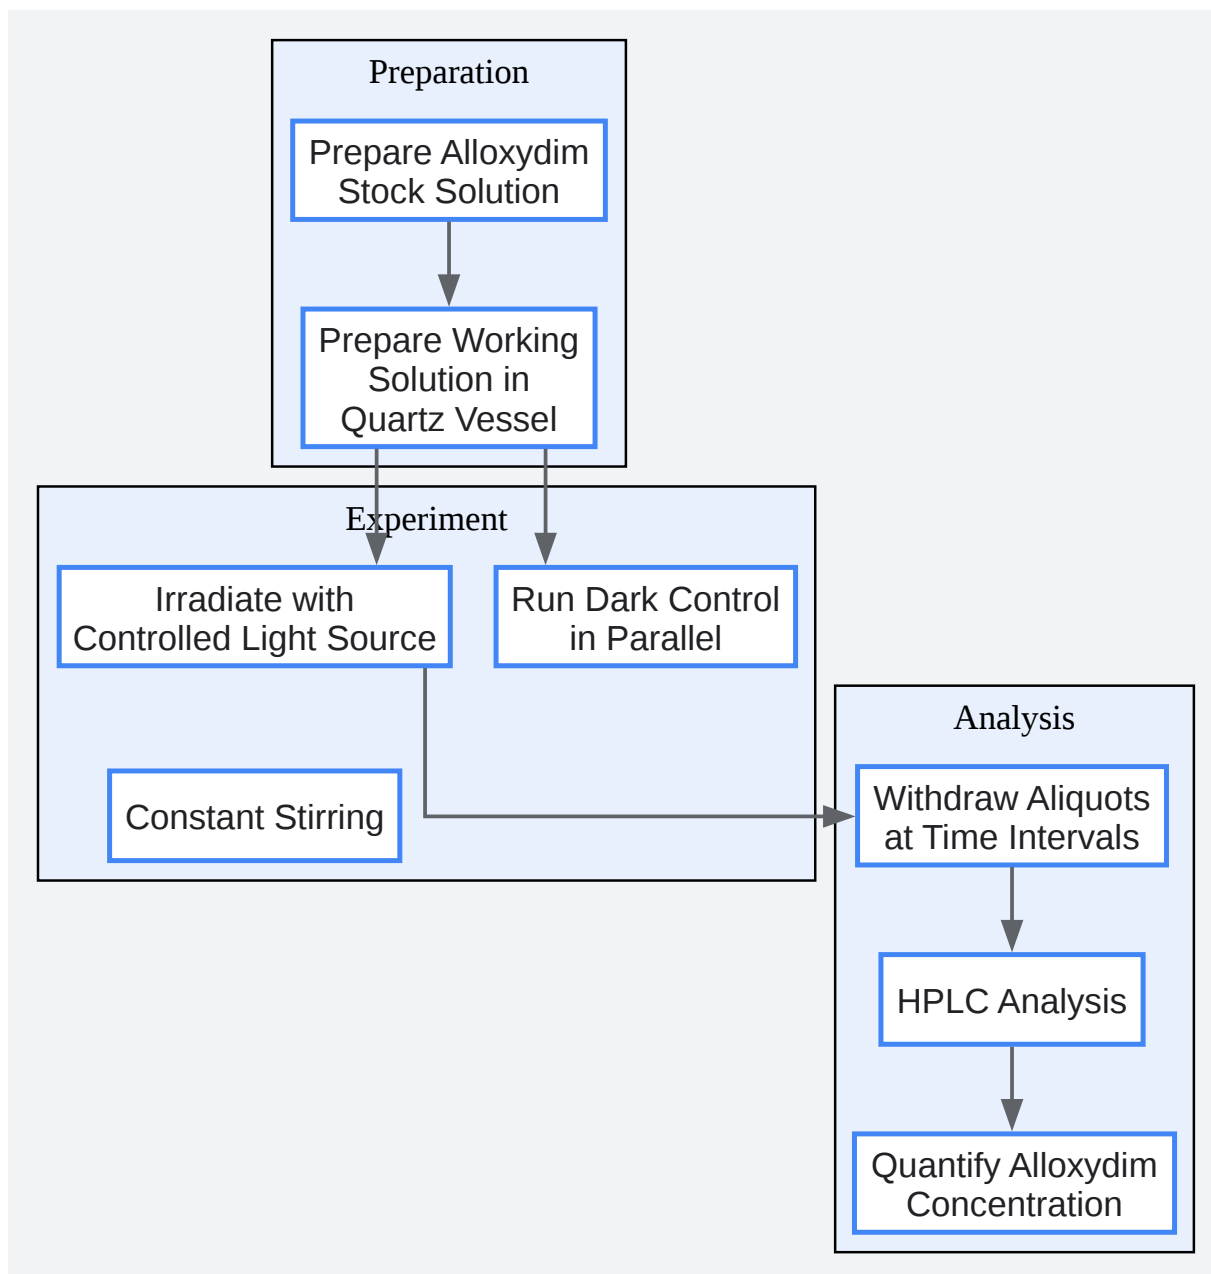 Preparation
Prepare Alloxydim
Stock Solution
Prepare Working
Solution in
Quartz Vessel
Experiment
Irradiate with
Controlled Light Source
Run Dark Control
in Parallel
Constant Stirring
Analysis
Withdraw Aliquots
at Time Intervals
HPLC Analysis
Quantify Alloxydim
Concentration